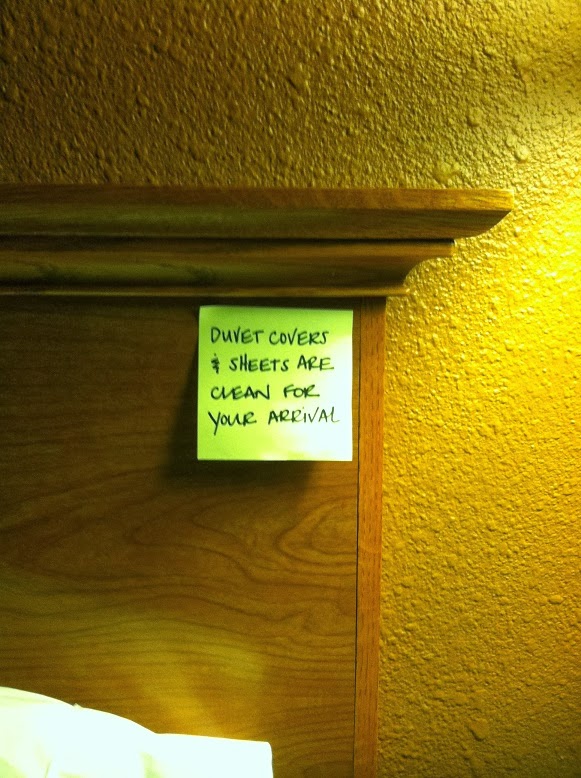 DUVET COVERS
& SHEETS ARE
CLEAN FOR
YOUR ARRIVAL